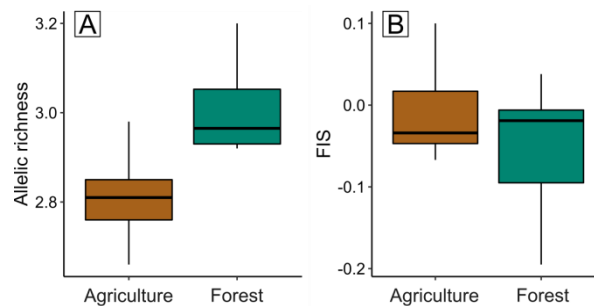 A
Allelic richness
3.2
3.0
2.8
Agriculture Forest
B
FIS
0.1
0.0
-0.1
-0.2
Agriculture Forest